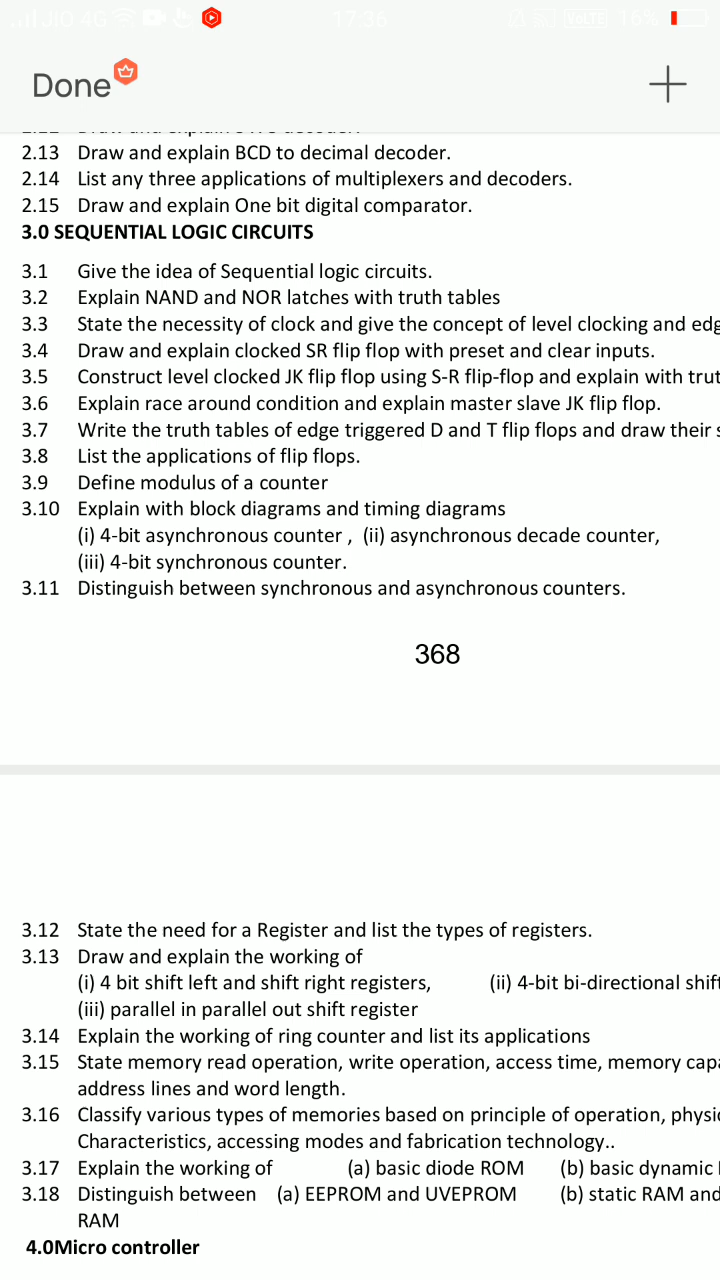 JIO 4G 17:36 VoLTE 16%
Done
2.13 Draw and explain BCD to decimal decoder.
2.14 List any three applications of multiplexers and decoders.
2.15 Draw and explain One bit digital comparator.
3.0 SEQUENTIAL LOGIC CIRCUITS
3.1 Give the idea of Sequential logic circuits.
3.2 Explain NAND and NOR latches with truth tables
3.3 State the necessity of clock and give the concept of level clocking and edg
3.4 Draw and explain clocked SR flip flop with preset and clear inputs.
3.5 Construct level clocked JK flip flop using S-R flip-flop and explain with trut
3.6 Explain race around condition and explain master slave JK flip flop.
3.7 Write the truth tables of edge triggered D and T flip flops and draw their s
3.8 List the applications of flip flops.
3.9 Define modulus of a counter
3.10 Explain with block diagrams and timing diagrams
(i) 4-bit asynchronous counter , (ii) asynchronous decade counter,
(iii) 4-bit synchronous counter.
3.11 Distinguish between synchronous and asynchronous counters.
368
3.12 State the need for a Register and list the types of registers.
3.13 Draw and explain the working of
(i) 4 bit shift left and shift right registers, (ii) 4-bit bi-directional shift
(iii) parallel in parallel out shift register
3.14 Explain the working of ring counter and list its applications
3.15 State memory read operation, write operation, access time, memory capa
address lines and word length.
3.16 Classify various types of memories based on principle of operation, physic
Characteristics, accessing modes and fabrication technology..
3.17 Explain the working of (a) basic diode ROM (b) basic dynamic
3.18 Distinguish between (a) EEPROM and UVEPROM (b) static RAM and
RAM
4.0Micro controller